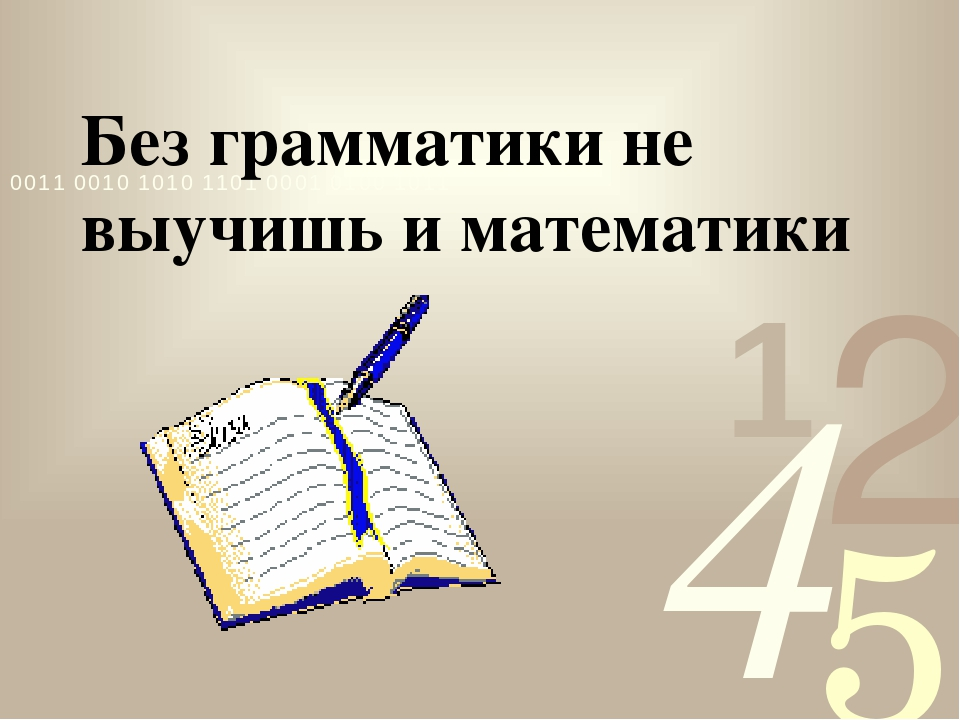 Без грамматики не
0011 0010 1010 1101 0001
выучишь и математики
1 2
4
5